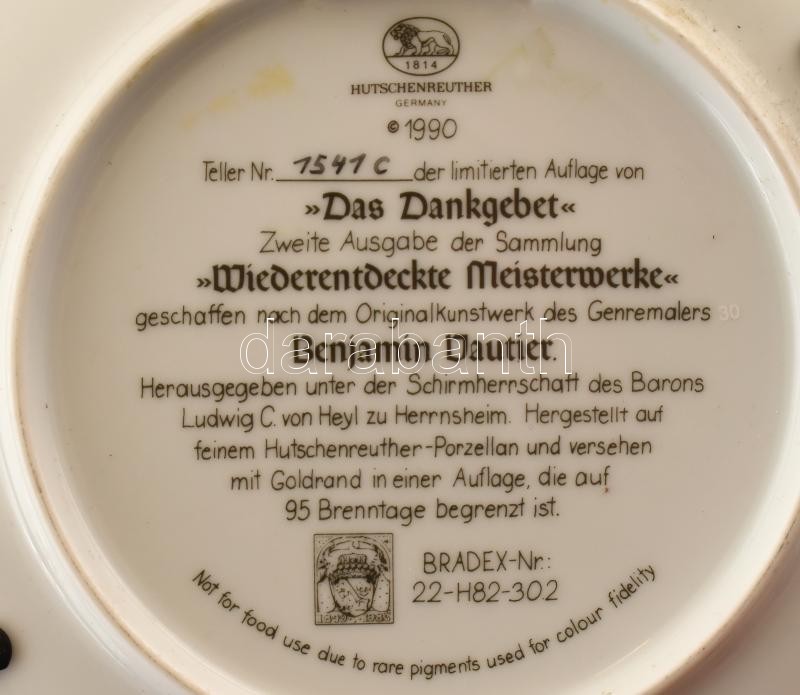 1814
HUTSCHENREUTHER
GERMANY
©1990
Teller Nr. 1541 C der limitierten Auflage von
»Das Dankgebet«
Zweite Ausgabe der Sammlung
»Wiederentdeckte Meisterwerke«
geschaffen nach dem Originalkunstwerk des Genremalers 30
darabanth
Benjamin Vautier.
Herausgegeben unter der Schirmherrschaft des Barons
Ludwig C. von Heyl zu Herrnsheim. Hergestellt auf
feinem Hutschenreuther-Porzellan und versehen
mit Goldrand in einer Auflage, die auf
95 Brenntage begrenzt ist.
BRADEX-Nr.:
22-H82-302
Not for food use due to rare pigments used for colour fidelity